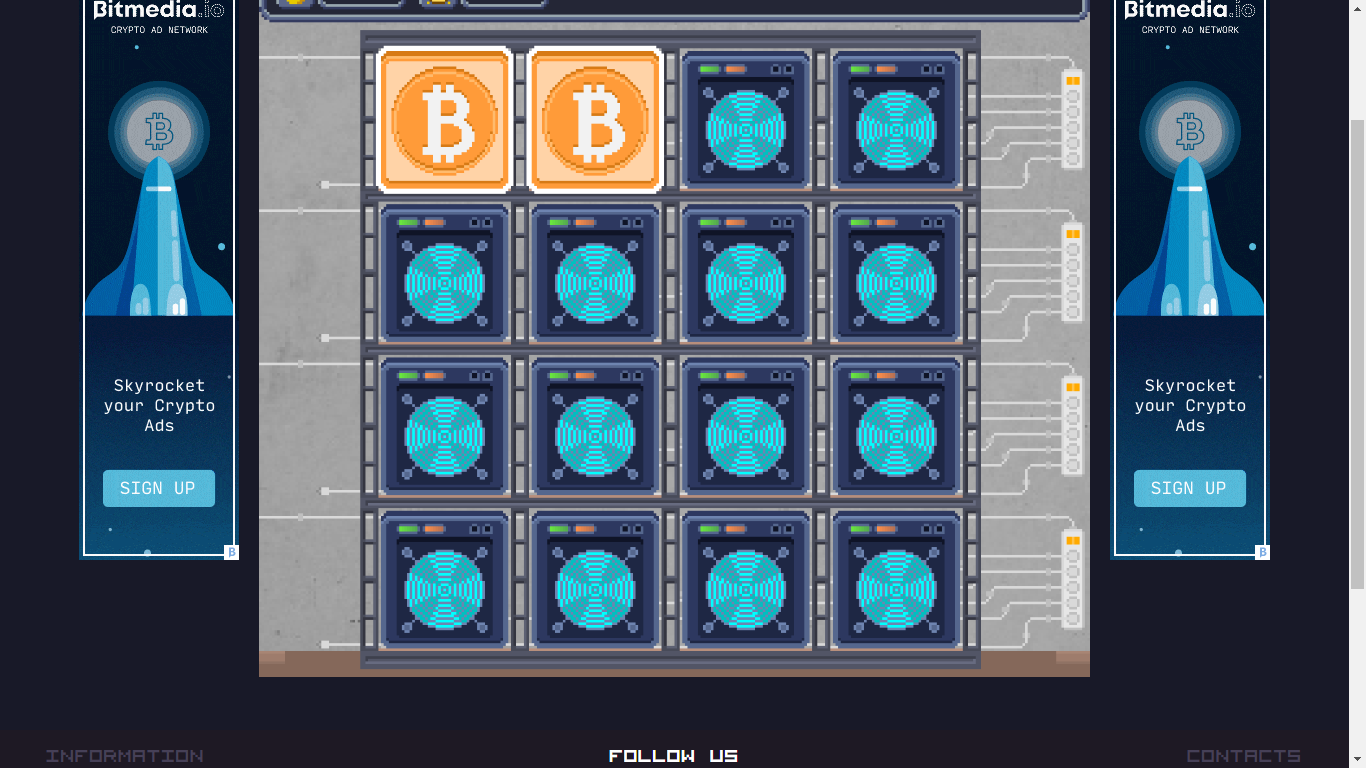 Bitmedia.io
CRYPTO AD NETWORK
Skyrocket
your Crypto
Ads
SIGN UP
Bitmedia.io
CRYPTO AD NETWORK
Skyrocket
your Crypto
Ads
SIGN UP
INFORMATION
FOLLOW US
CONTACTS